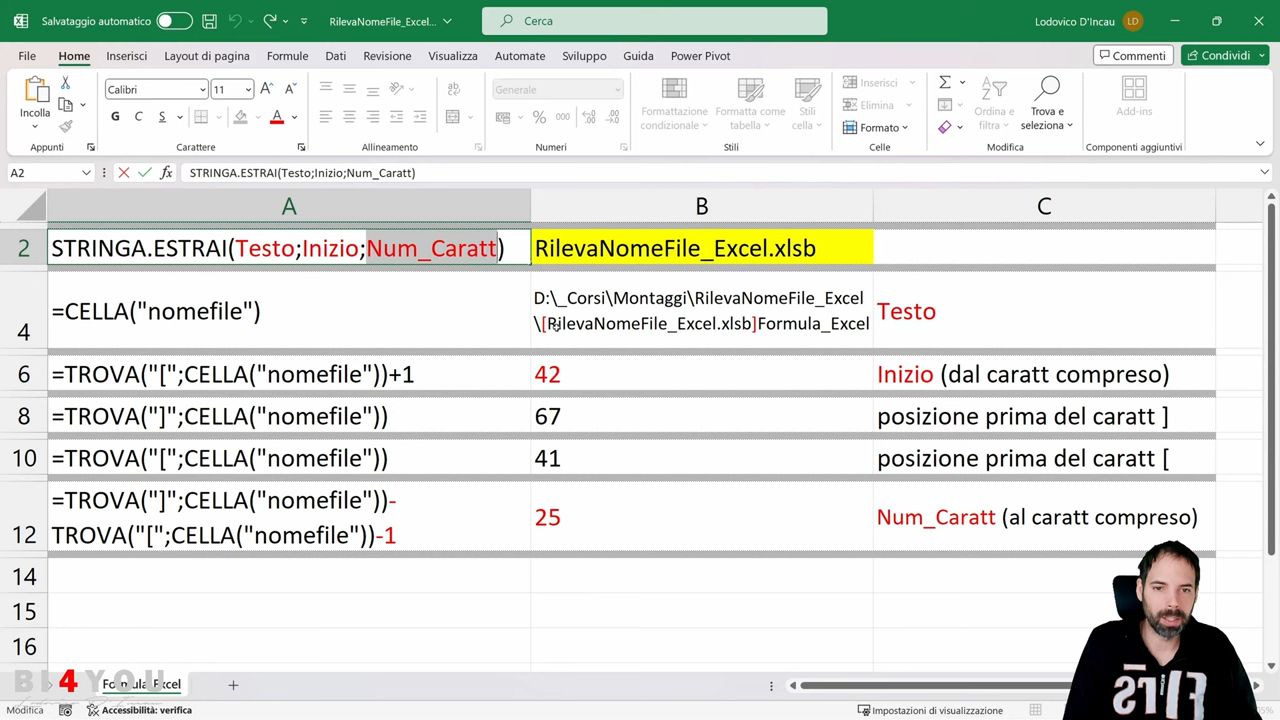 Salvataggio automatico
RilevaNomeFile_Excel...
Cerca
Lodovico D'Incau
LD
File
Home
Inserisci
Layout di pagina
Formule
Dati
Revisione
Visualizza
Automate
Sviluppo
Guida
Power Pivot
Commenti
Condividi
Incolla
Calibri
11
G C S
Generale
Formattazione
condizionale
Formatta come
tabella
Stili
cella
Inserisci
Elimina
Formato
Ordina e
filtra
Trova e
seleziona
Add-ins
Appunti
Carattere
Allineamento
Numeri
Stili
Celle
Modifica
Componenti aggiuntivi
A2
STRINGA.ESTRAI(Testo;Inizio;Num_Caratt)
A B C
2 STRINGA.ESTRAI(Testo;Inizio;Num_Caratt) RilevaNomeFile_Excel.xlsb
D:\_Corsi\Montaggi\RilevaNomeFile_Excel
4 =CELLA("nomefile") \[RilevaNomeFile_Excel.xlsb]Formula_Excel Testo
6 =TROVA("[";CELLA("nomefile"))+1 42 Inizio (dal caratt compreso)
8 =TROVA("]";CELLA("nomefile")) 67 posizione prima del caratt ]
10 =TROVA("[";CELLA("nomefile")) 41 posizione prima del caratt [
=TROVA("]";CELLA("nomefile"))-
12 TROVA("[";CELLA("nomefile"))-1 25 Num_Caratt (al caratt compreso)
14
15
16
BI4YOU
Formula_Excel
Modifica
Accessibilità: verifica
Impostazioni di visualizzazione